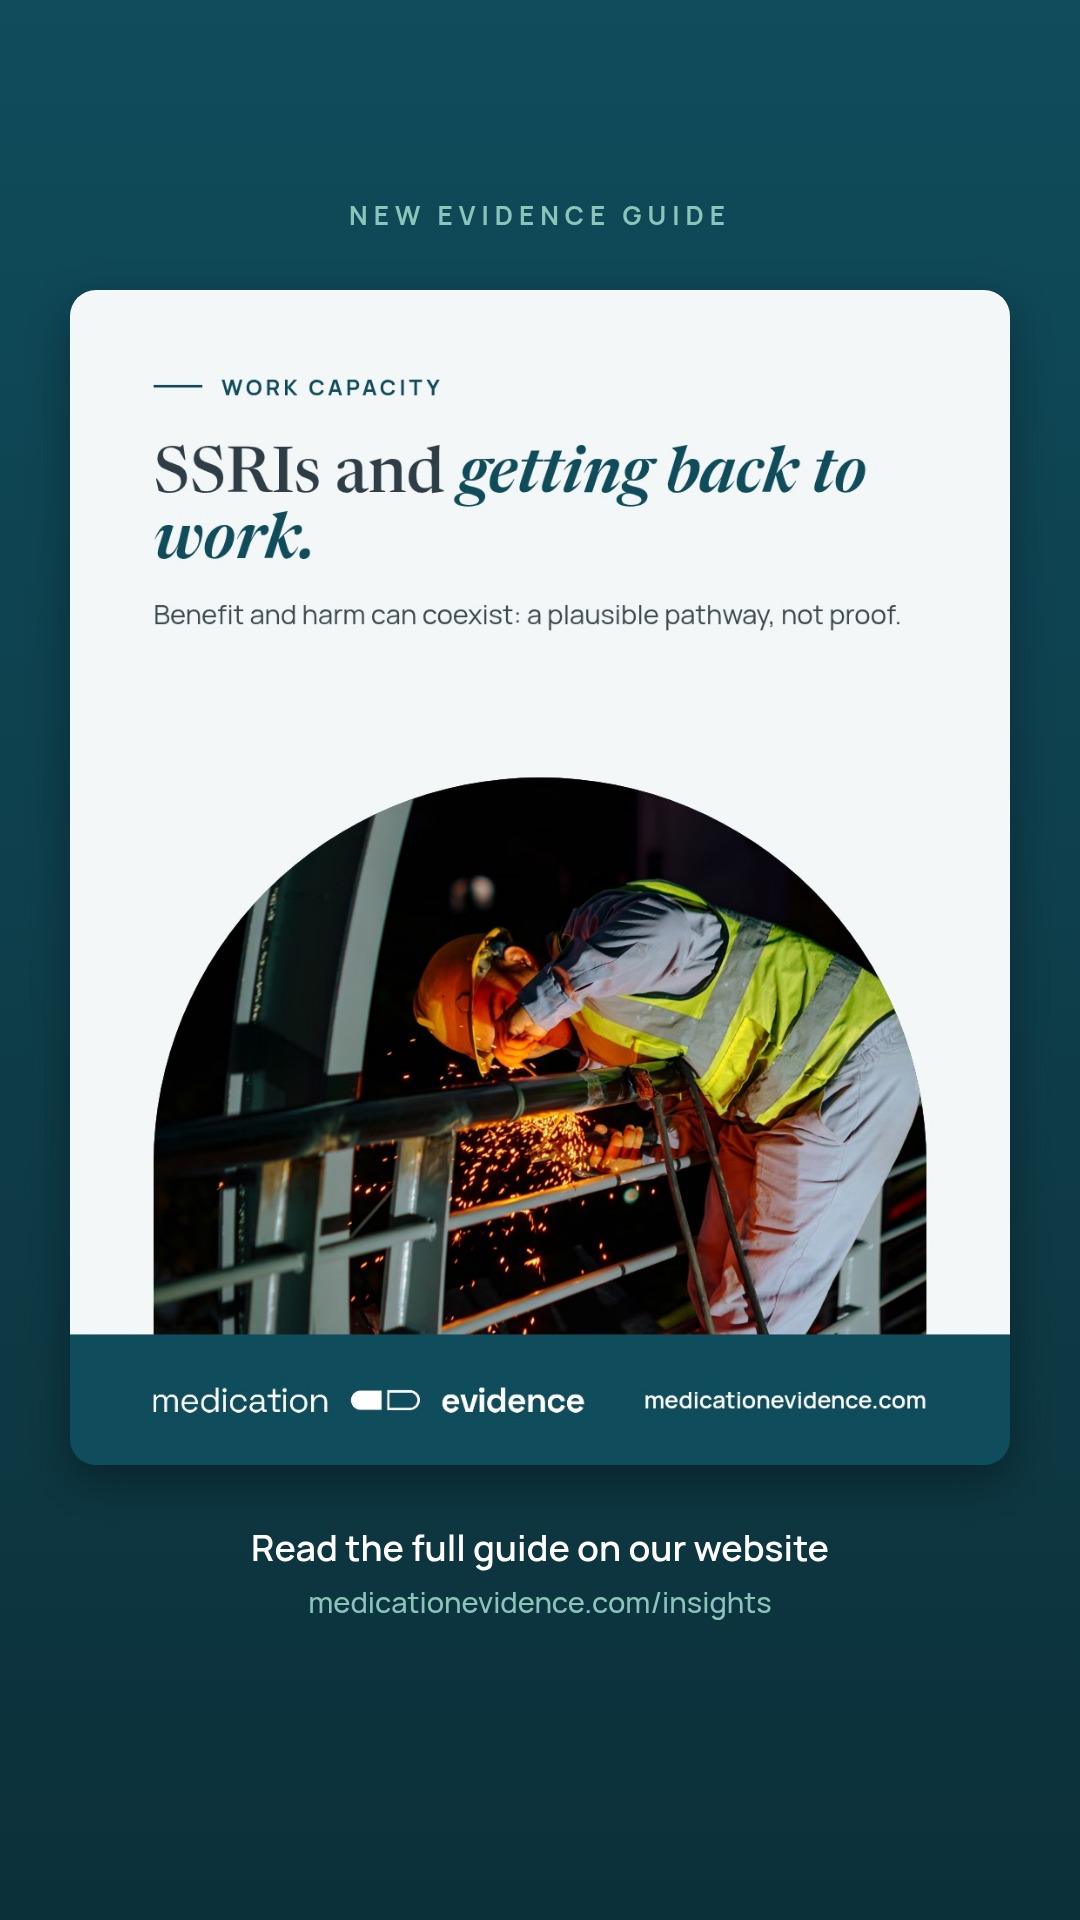 NEW EVIDENCE GUIDE
WORK CAPACITY
SSRIs and getting back to
work.
Benefit and harm can coexist: a plausible pathway, not proof.
medication evidence
medicationevidence.com
Read the full guide on our website
medicationevidence.com/insights